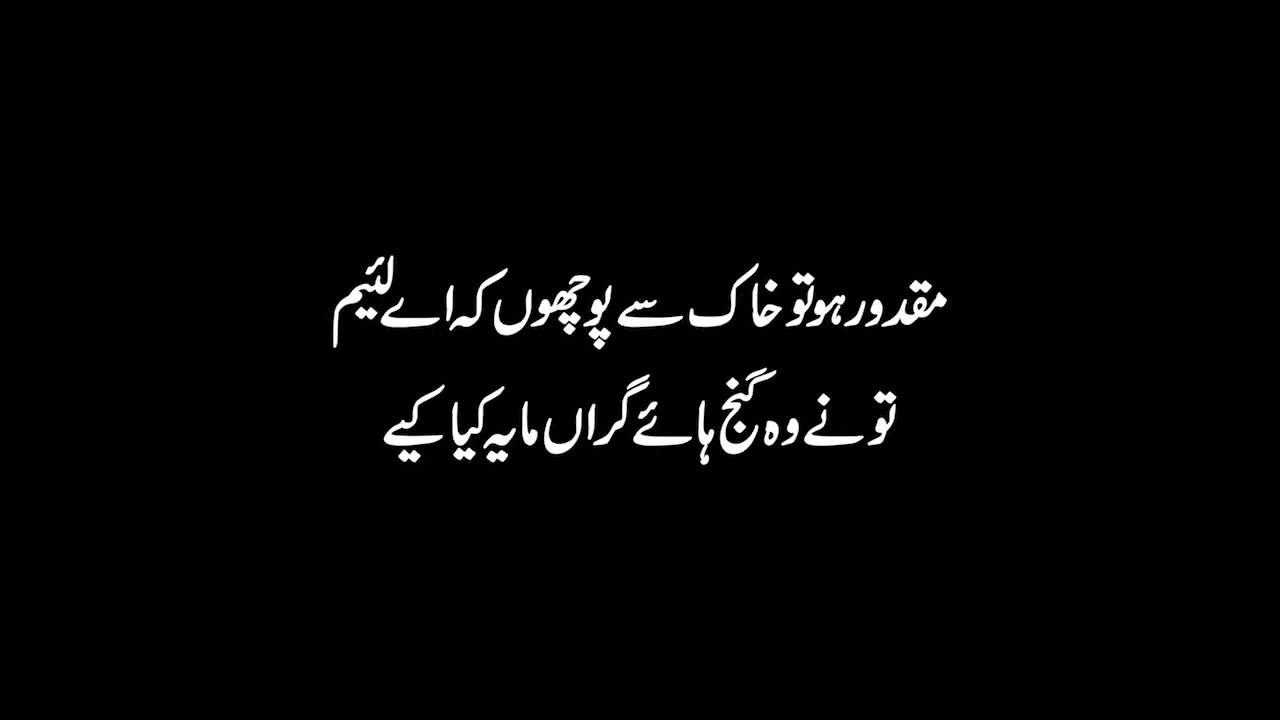 مقدور ہو تو خاک سے پوچھوں کہ اے لئیم
تو نے وہ گنج ہائے گراں مایہ کیا کیے